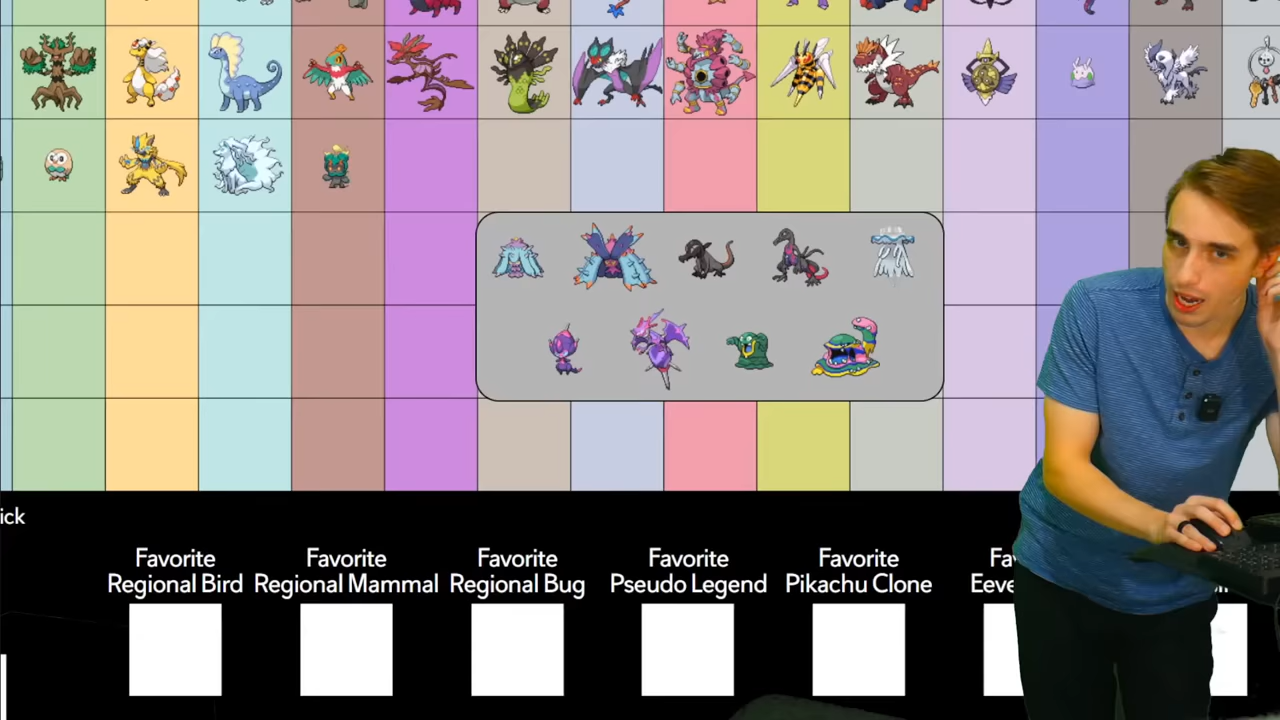 ick
Favorite
Regional Bird
Favorite
Regional Mammal
Favorite
Regional Bug
Favorite
Pseudo Legend
Favorite
Pikachu Clone